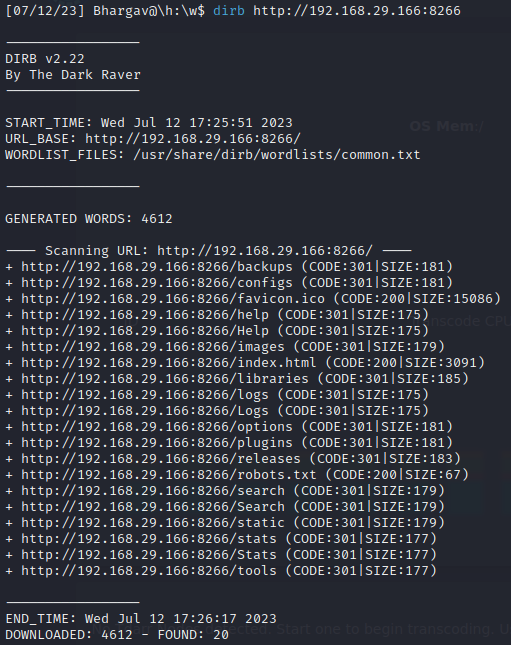 [07/12/23] Bhargav@\h:\w$ dirb http://192.168.29.166:8266
-----------------
DIRB v2.22
By The Dark Raver
-----------------
START_TIME: Wed Jul 12 17:25:51 2023
URL_BASE: http://192.168.29.166:8266/
WORDLIST_FILES: /usr/share/dirb/wordlists/common.txt
-----------------
GENERATED WORDS: 4612
---- Scanning URL: http://192.168.29.166:8266/ ----
+ http://192.168.29.166:8266/backups (CODE:301|SIZE:181)
+ http://192.168.29.166:8266/configs (CODE:301|SIZE:181)
+ http://192.168.29.166:8266/favicon.ico (CODE:200|SIZE:15086)
+ http://192.168.29.166:8266/help (CODE:301|SIZE:175)
+ http://192.168.29.166:8266/Help (CODE:301|SIZE:175)
+ http://192.168.29.166:8266/images (CODE:301|SIZE:179)
+ http://192.168.29.166:8266/index.html (CODE:200|SIZE:3091)
+ http://192.168.29.166:8266/libraries (CODE:301|SIZE:185)
+ http://192.168.29.166:8266/logs (CODE:301|SIZE:175)
+ http://192.168.29.166:8266/Logs (CODE:301|SIZE:175)
+ http://192.168.29.166:8266/options (CODE:301|SIZE:181)
+ http://192.168.29.166:8266/plugins (CODE:301|SIZE:181)
+ http://192.168.29.166:8266/releases (CODE:301|SIZE:183)
+ http://192.168.29.166:8266/robots.txt (CODE:200|SIZE:67)
+ http://192.168.29.166:8266/search (CODE:301|SIZE:179)
+ http://192.168.29.166:8266/Search (CODE:301|SIZE:179)
+ http://192.168.29.166:8266/static (CODE:301|SIZE:179)
+ http://192.168.29.166:8266/stats (CODE:301|SIZE:177)
+ http://192.168.29.166:8266/Stats (CODE:301|SIZE:177)
+ http://192.168.29.166:8266/tools (CODE:301|SIZE:177)
-----------------
END_TIME: Wed Jul 12 17:26:17 2023
DOWNLOADED: 4612 - FOUND: 20